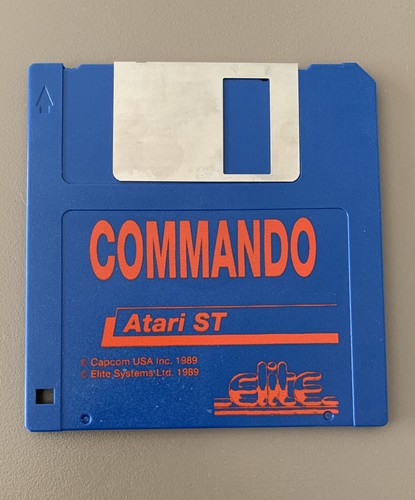 COMMANDO
Atari ST
© Capcom USA Inc. 1989
© Elite Systems Ltd. 1989
elite